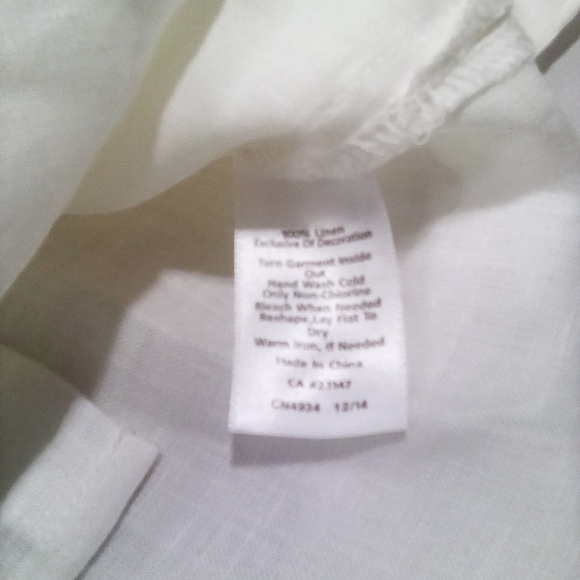 100% Linen
Exclusive Of Decoration
Turn Garment Inside
Out
Hand Wash Cold
Only Non-Chlorine
Bleach When Needed
Reshape,Lay Flat To
Dry
Warm Iron, If Needed
Made In China
CA #23147
CN4934 12/14